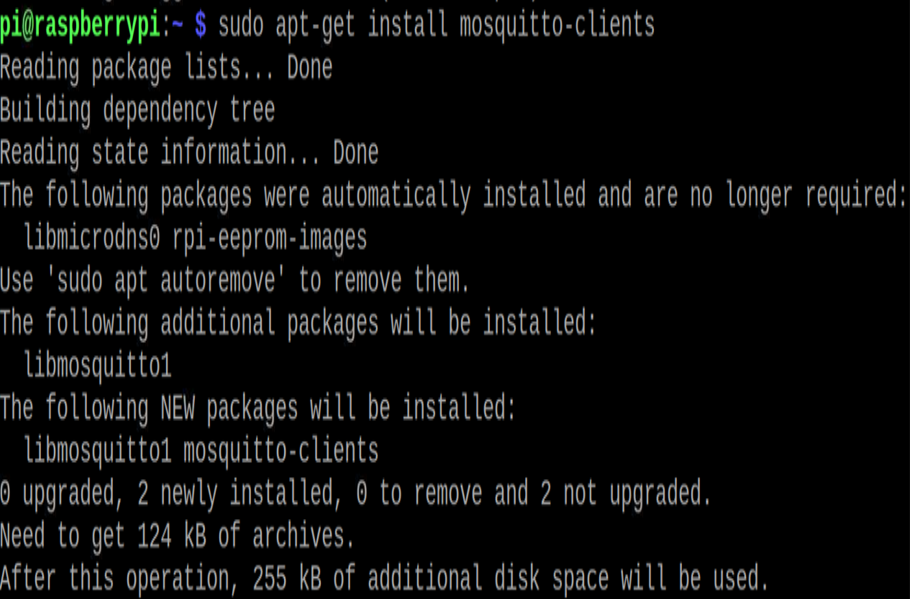 pi@raspberrypi:~ $ sudo apt-get install mosquitto-clients
Reading package lists... Done
Building dependency tree
Reading state information... Done
The following packages were automatically installed and are no longer required:
  libmicrodns0 rpi-eeprom-images
Use 'sudo apt autoremove' to remove them.
The following additional packages will be installed:
  libmosquitto1
The following NEW packages will be installed:
  libmosquitto1 mosquitto-clients
0 upgraded, 2 newly installed, 0 to remove and 2 not upgraded.
Need to get 124 kB of archives.
After this operation, 255 kB of additional disk space will be used.